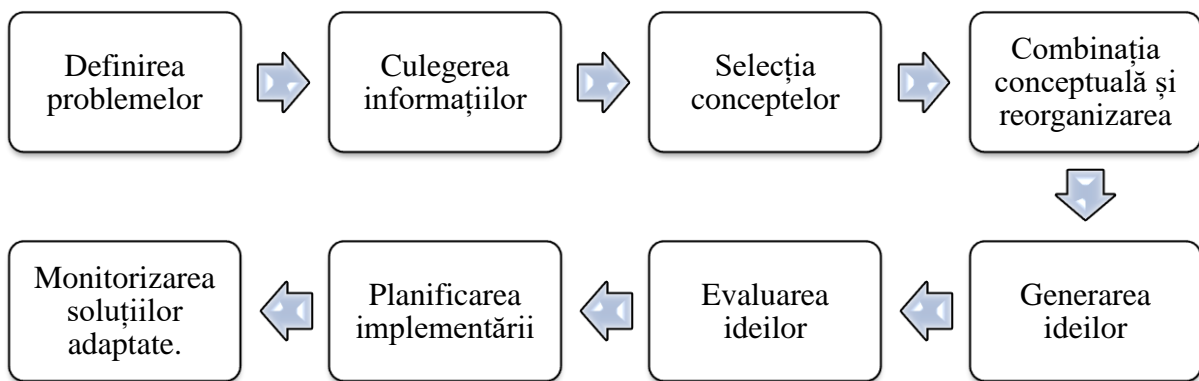 Definirea
problemelor
Culegerea
informațiilor
Selecția
conceptelor
Combinația
conceptuală și
reorganizarea
Generarea
ideilor
Evaluarea
ideilor
Planificarea
implementării
Monitorizarea
soluțiilor
adaptate.